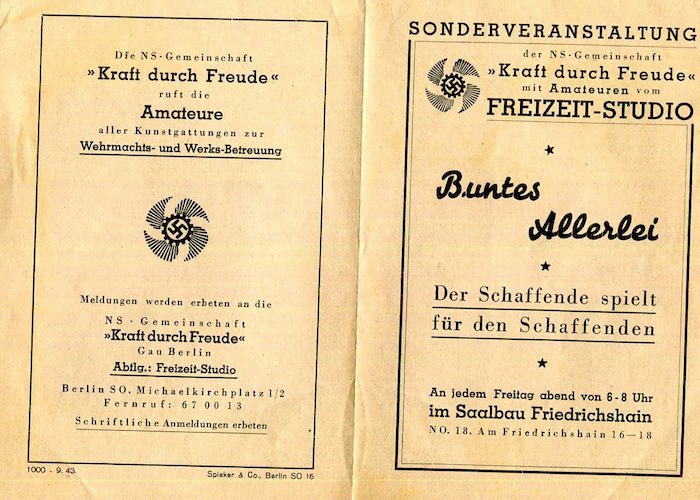 Die NS-Gemeinschaft
»Kraft durch Freude«
ruft die
Amateure
aller Kunstgattungen zur
Wehrmachts- und Werks-Betreuung
Meldungen werden erbeten an die
NS-Gemeinschaft
»Kraft durch Freude«
Gau Berlin
Abtlg.: Freizeit-Studio
Berlin SO. Michaelkirchplatz 1/2
Fernruf: 67 00 13
Schriftliche Anmeldungen erbeten
1000 - 9. 43.
Spieker & Co., Berlin SO 16
SONDERVERANSTALTUNG
der NS-Gemeinschaft
»Kraft durch Freude«
mit Amateuren vom
FREIZEIT-STUDIO
Buntes
Allerlei
Der Schaffende spielt
für den Schaffenden
An jedem Freitag abend von 6-8 Uhr
im Saalbau Friedrichshain
NO. 18. Am Friedrichshain 16—18